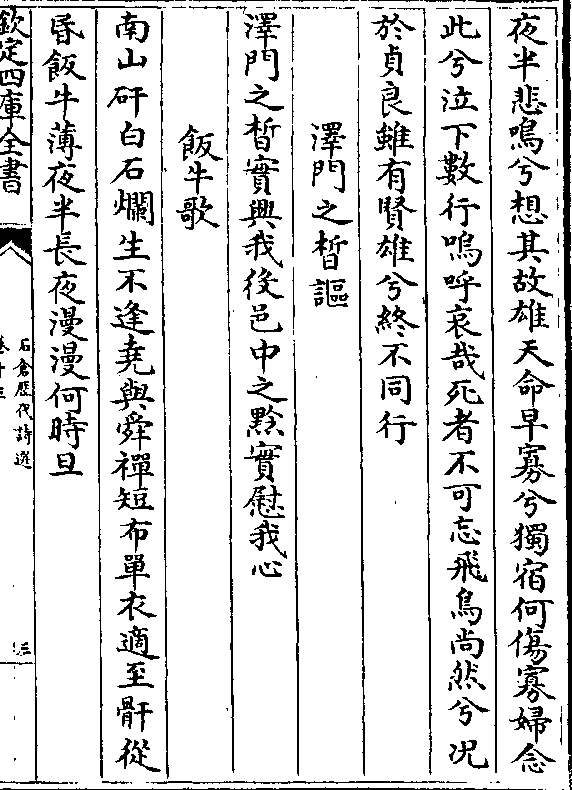 夜半悲鳴兮想其故雄天命早寡兮獨宿何傷寡婦念
此兮泣下數行嗚呼哀哉死者不可忘飛鳥尚然兮况
於貞良雖有賢雄兮終不同行
澤門之晳謳
澤門之晳實興我役邑中之黔實慰我心
飯牛歌
南山矸白石爛生不逢堯與舜禪短布單衣適至骭從
昏飯牛薄夜半長夜漫漫何時旦
欽定四庫全書
石倉歷代詩選
卷十三
三